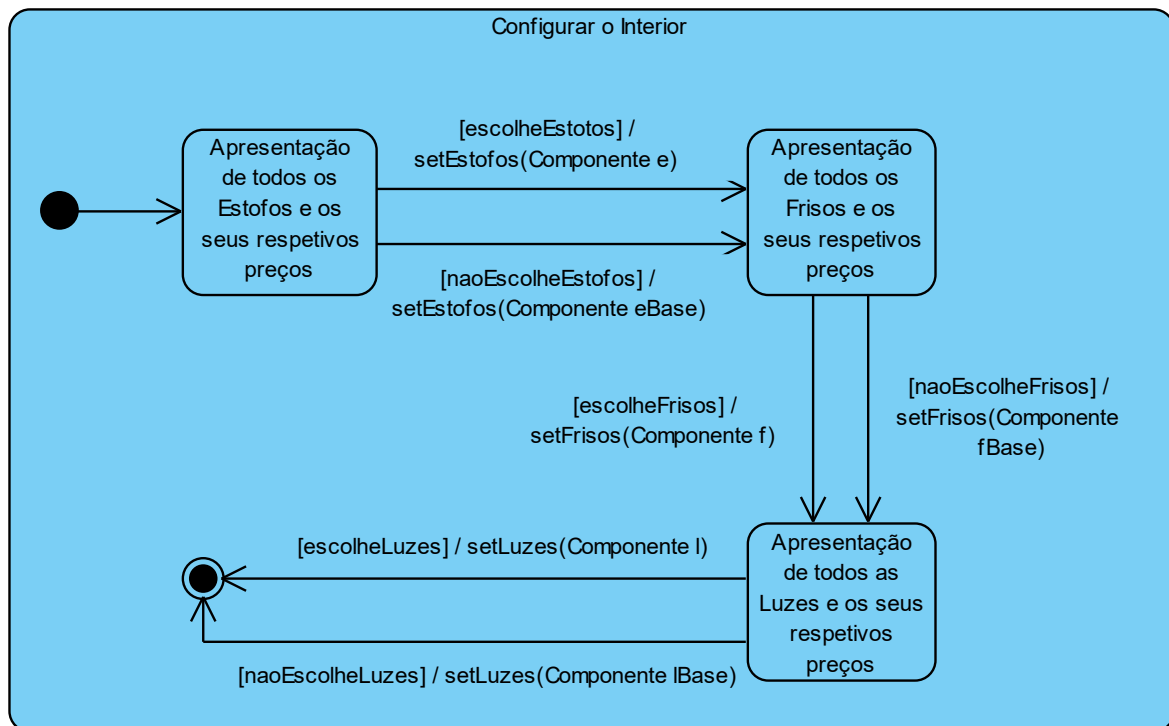 Configurar o Interior
Apresentação
de todos os
Estofos e os
seus respetivos
preços
[escolheEstotos] /
setEstofos(Componente e)
[naoEscolheEstofos] /
setEstofos(Componente eBase)
Apresentação
de todos os
Frisos e os
seus respetivos
preços
[escolheFrisos] /
setFrisos(Componente f)
[naoEscolheFrisos] /
setFrisos(Componente
fBase)
Apresentação
de todos as
Luzes e os seus
respetivos
preços
[escolheLuzes] / setLuzes(Componente l)
[naoEscolheLuzes] / setLuzes(Componente lBase)